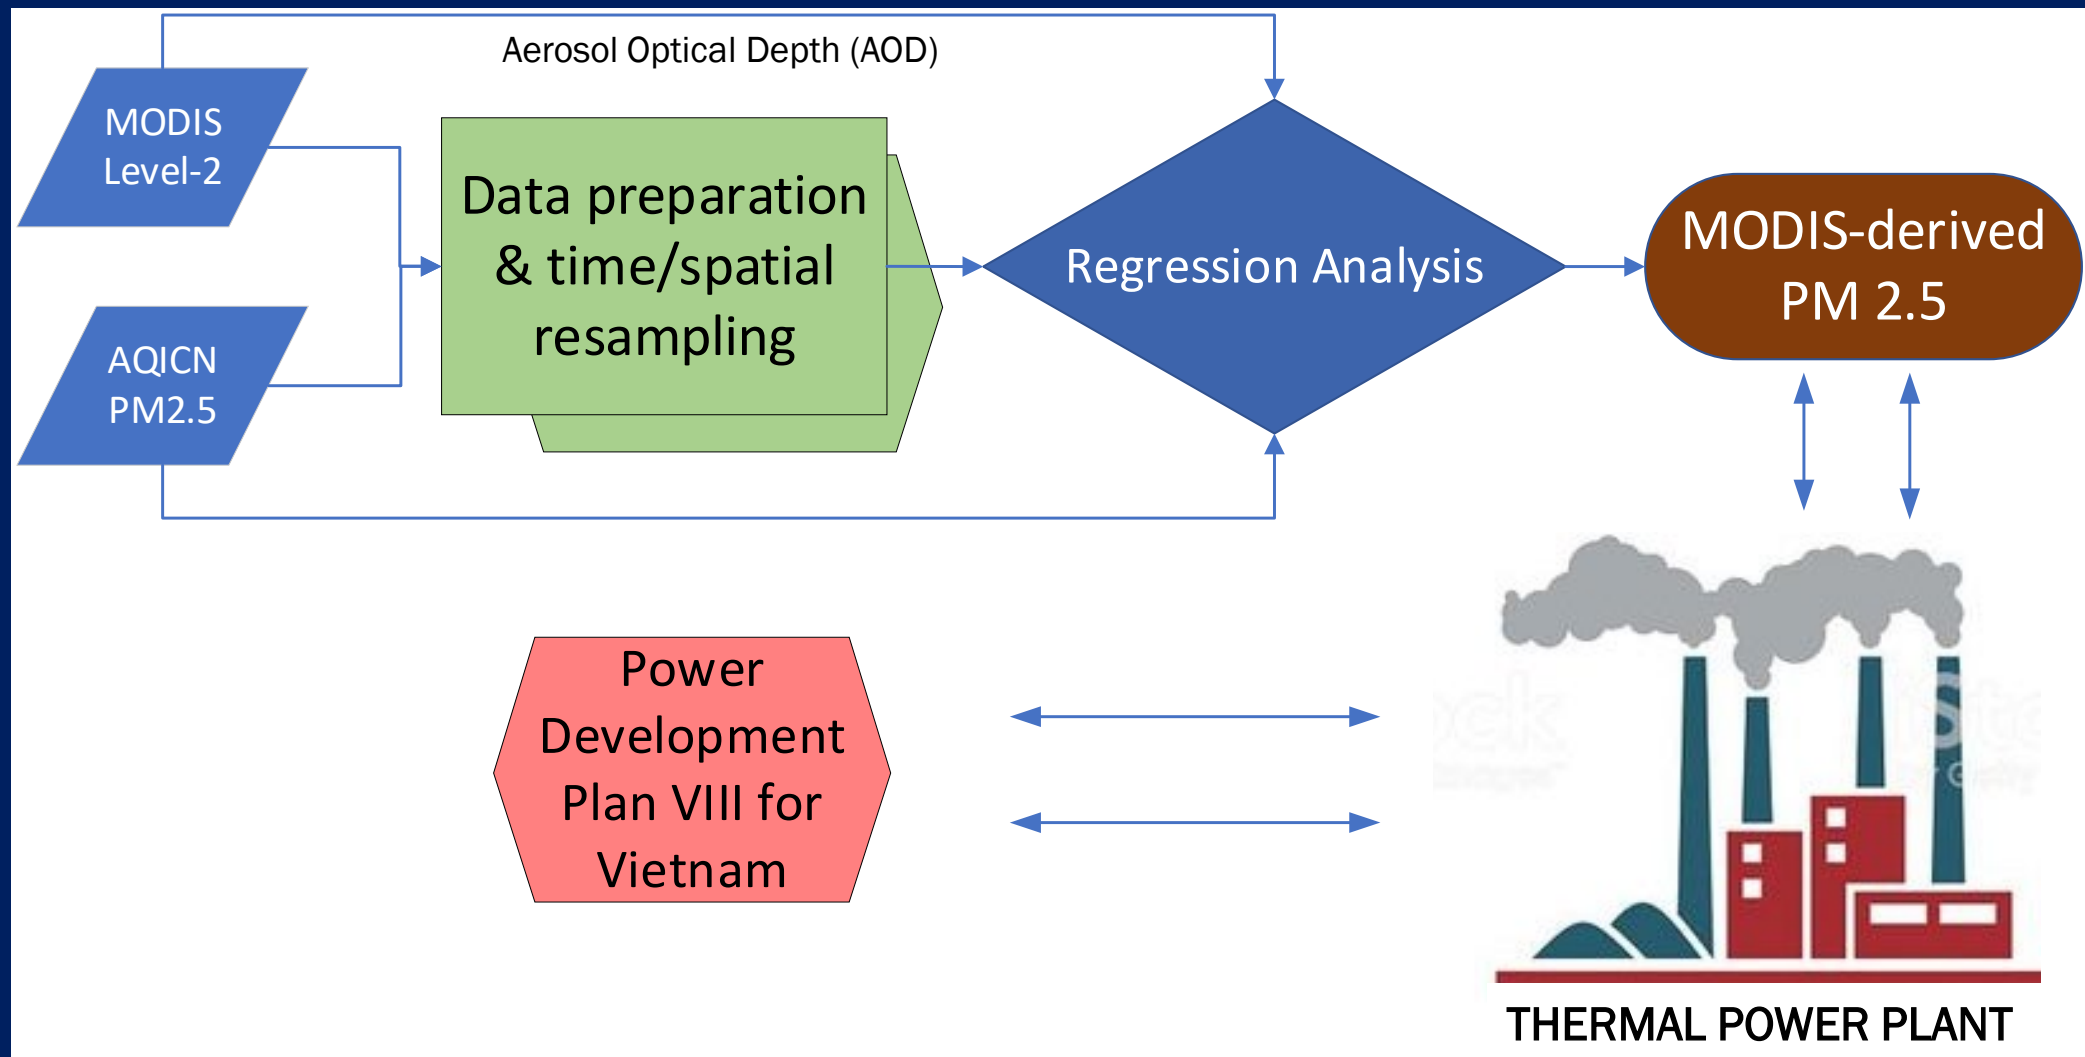 Aerosol Optical Depth (AOD)
MODIS
Level-2
Data preparation
& time/spatial
resampling
Regression Analysis
MODIS-derived
PM 2.5
AQICN
PM2.5
Power
Development
Plan VIII for
Vietnam
THERMAL POWER PLANT